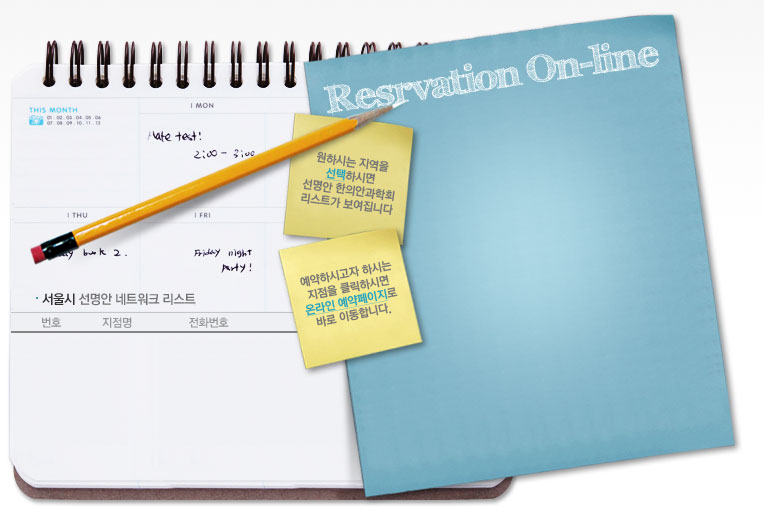 Resrvation On-line
THIS MONTH
01 . 02 . 03 . 04 . 05 . 06
07 . 08 . 09 . 10 . 11 . 12
I MON
Mate test!
2:00 - 3:00
I THU
I FRI
book 2.
Friday night
party!
원하시는 지역을
선택하시면
선명안 한의안과학회
리스트가 보여집니다
예약하시고자 하시는
지점을 클릭하시면
온라인 예약페이지로
바로 이동합니다.
· 서울시 선명안 네트워크 리스트
번호 지점명 전화번호